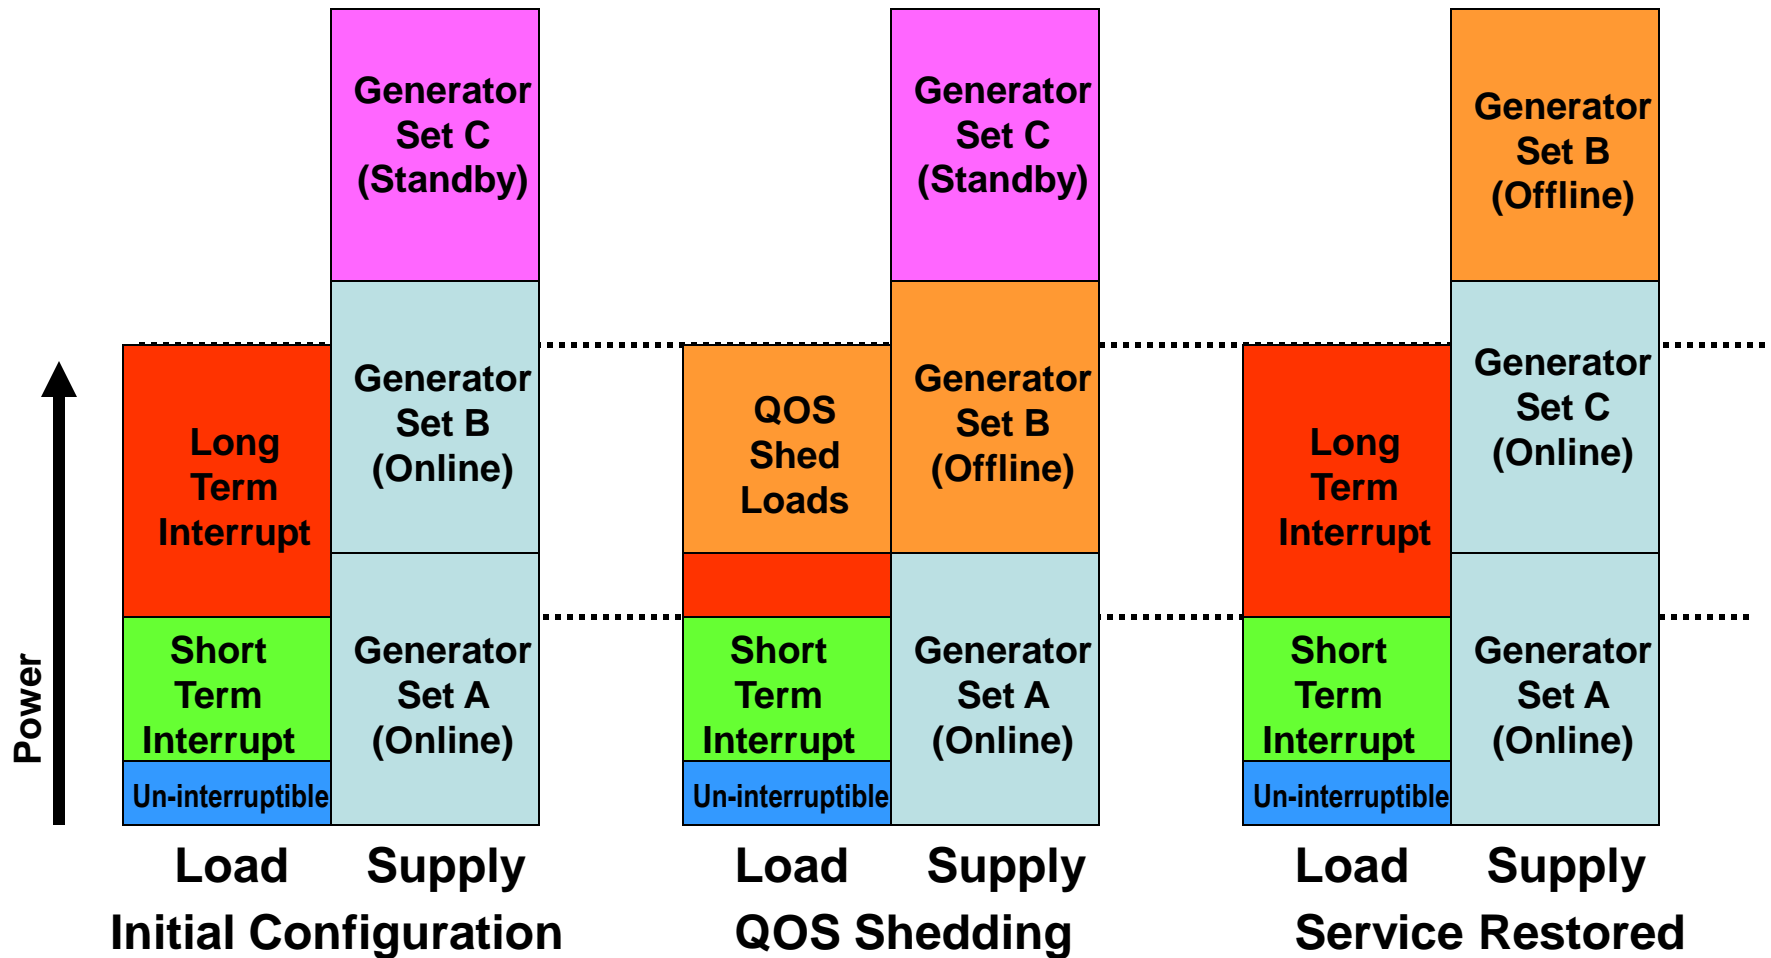 Power
Long
Term
Interrupt
Short
Term
Interrupt
Un-interruptible
Generator
Set C
(Standby)
Generator
Set B
(Online)
Generator
Set A
(Online)
Load
Supply
Initial Configuration
QOS
Shed
Loads
Short
Term
Interrupt
Un-interruptible
Generator
Set C
(Standby)
Generator
Set B
(Offline)
Generator
Set A
(Online)
Load
Supply
QOS Shedding
Long
Term
Interrupt
Short
Term
Interrupt
Un-interruptible
Generator
Set B
(Offline)
Generator
Set C
(Online)
Generator
Set A
(Online)
Load
Supply
Service Restored